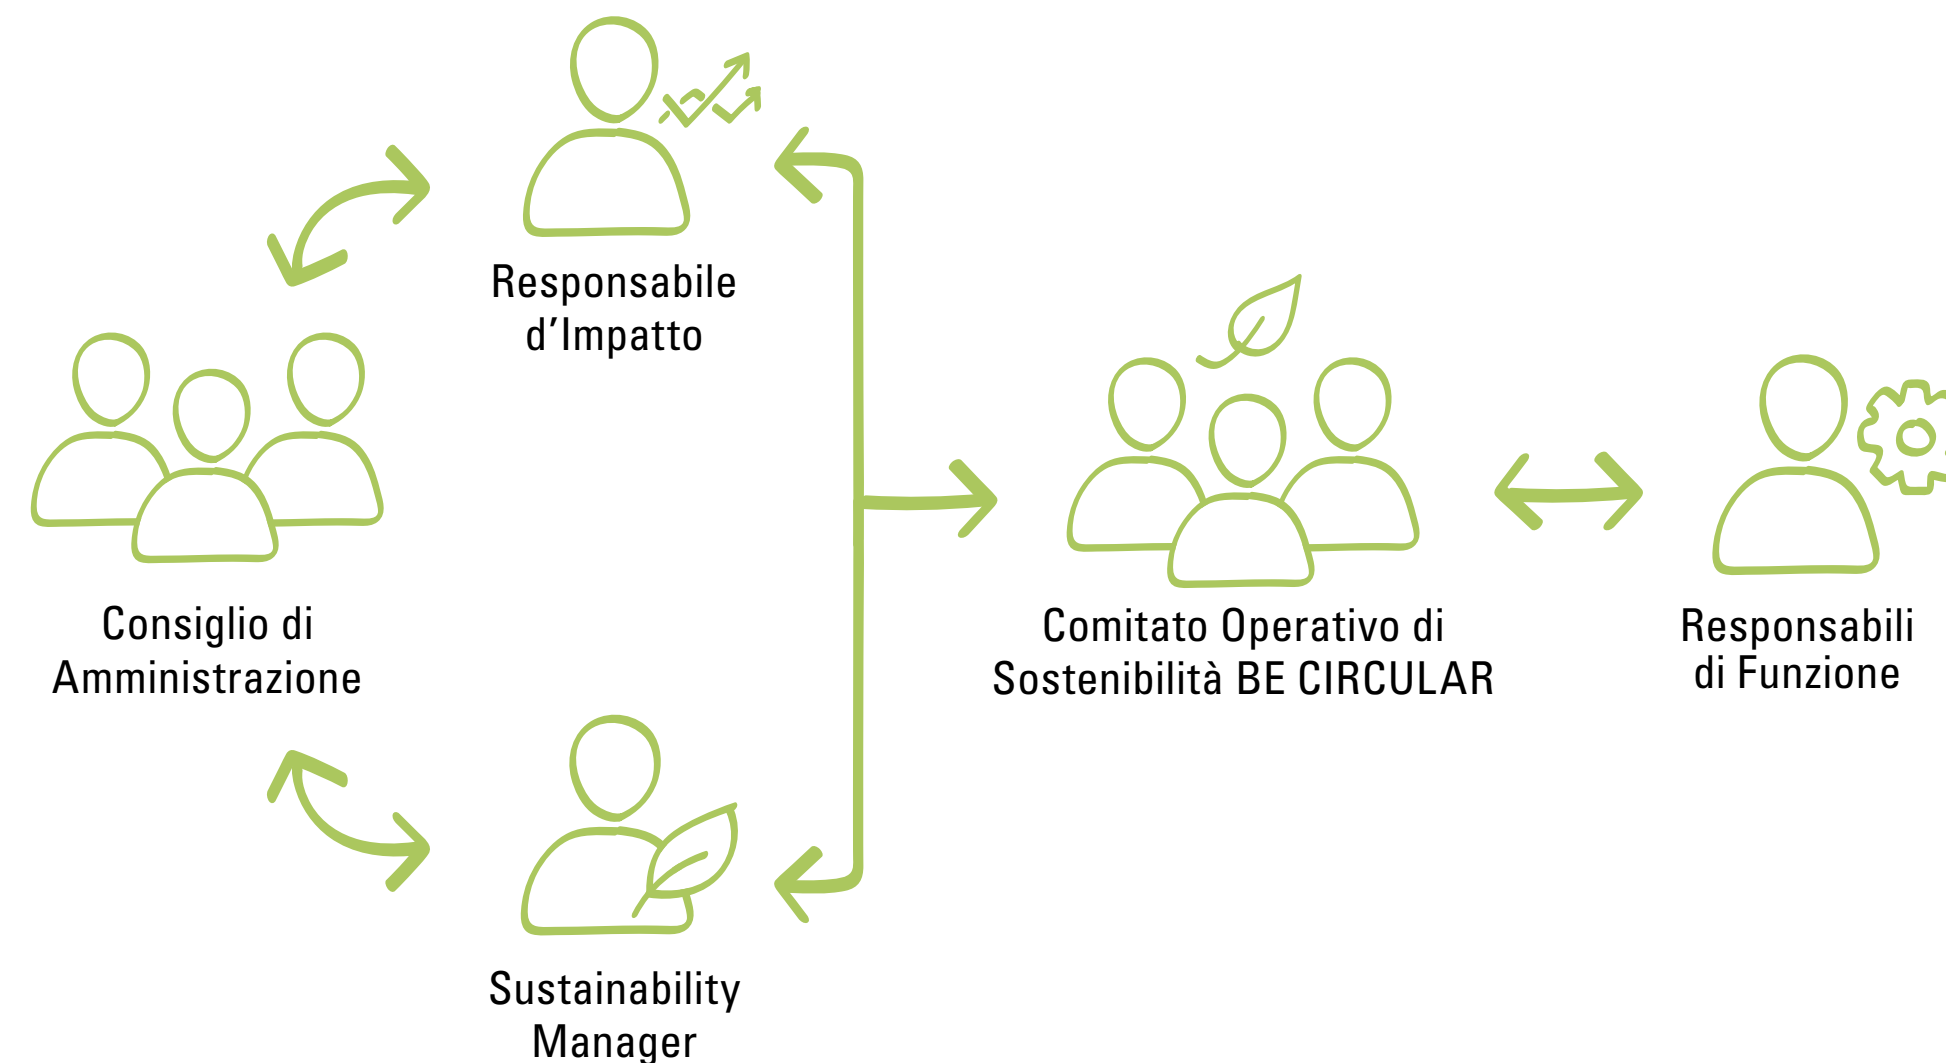 Responsabile
d’Impatto
Consiglio di
Amministrazione
Comitato Operativo di
Sostenibilità BE CIRCULAR
Responsabili
di Funzione
Sustainability
Manager